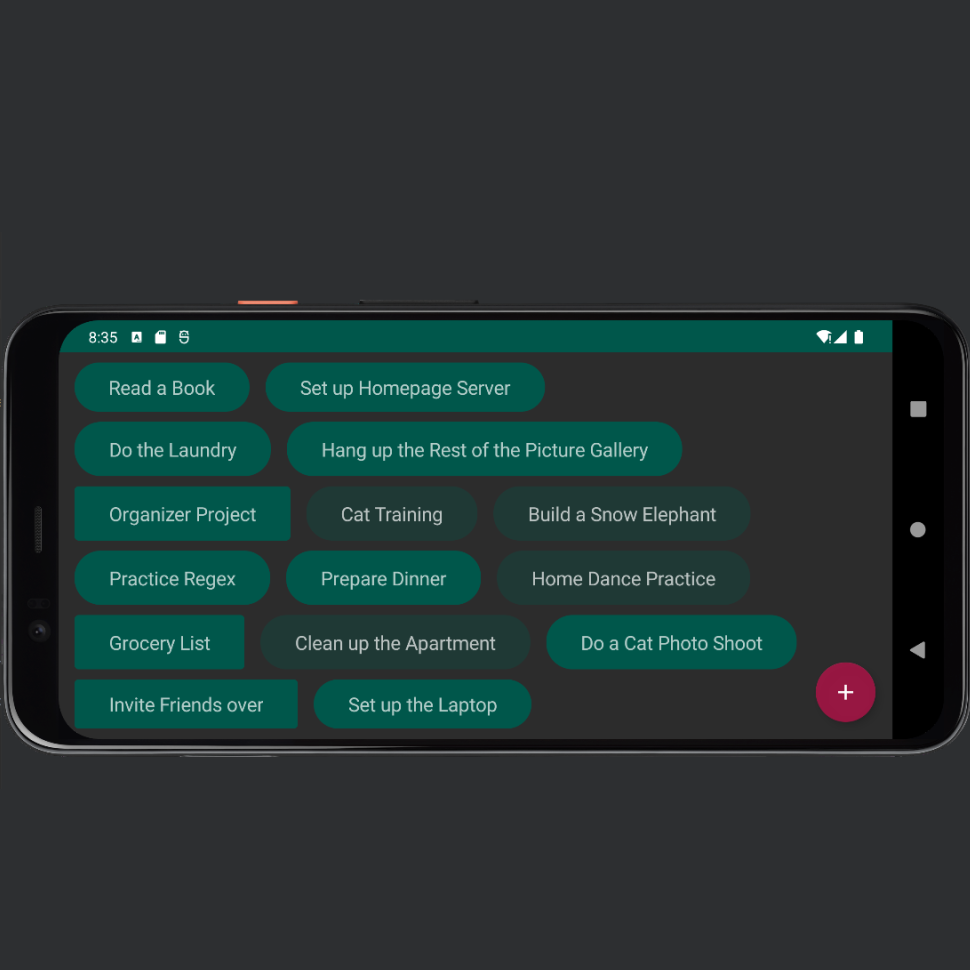 8:35
Read a Book Set up Homepage Server
Do the Laundry Hang up the Rest of the Picture Gallery
Organizer Project Cat Training Build a Snow Elephant
Practice Regex Prepare Dinner Home Dance Practice
Grocery List Clean up the Apartment Do a Cat Photo Shoot
Invite Friends over Set up the Laptop
+